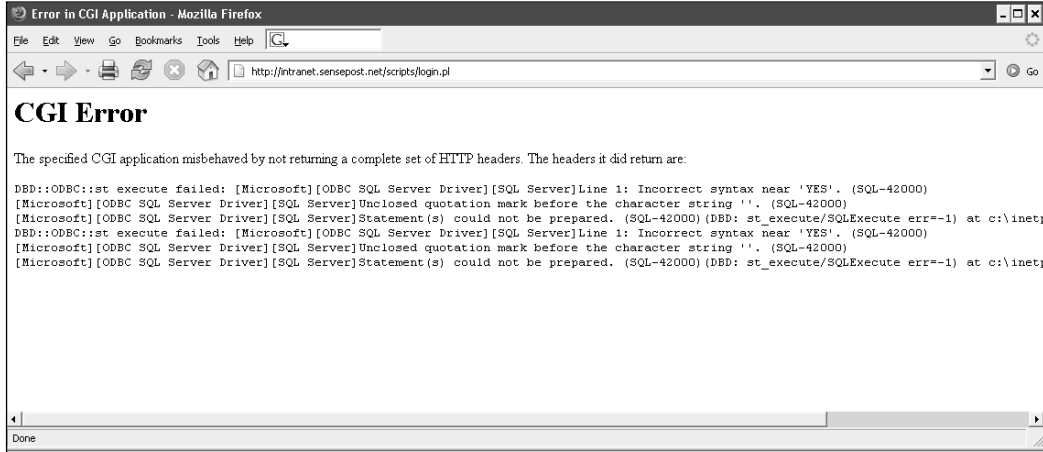 Error in CGI Application - Mozilla Firefox
File Edit View Go Bookmarks Tools Help G
http://intranet.sensepost.net/scripts/login.pl Go
CGI Error
The specified CGI application misbehaved by not returning a complete set of HTTP headers. The headers it did return are:
DBD::ODBC::st execute failed: [Microsoft][ODBC SQL Server Driver][SQL Server]Line 1: Incorrect syntax near 'YES'. (SQL-42000)
[Microsoft][ODBC SQL Server Driver][SQL Server]Unclosed quotation mark before the character string ''. (SQL-42000)
[Microsoft][ODBC SQL Server Driver][SQL Server]Statement(s) could not be prepared. (SQL-42000)(DBD: st_execute/SQLExecute err=-1) at c:\inetp
DBD::ODBC::st execute failed: [Microsoft][ODBC SQL Server Driver][SQL Server]Line 1: Incorrect syntax near 'YES'. (SQL-42000)
[Microsoft][ODBC SQL Server Driver][SQL Server]Unclosed quotation mark before the character string ''. (SQL-42000)
[Microsoft][ODBC SQL Server Driver][SQL Server]Statement(s) could not be prepared. (SQL-42000)(DBD: st_execute/SQLExecute err=-1) at c:\inetp
Done